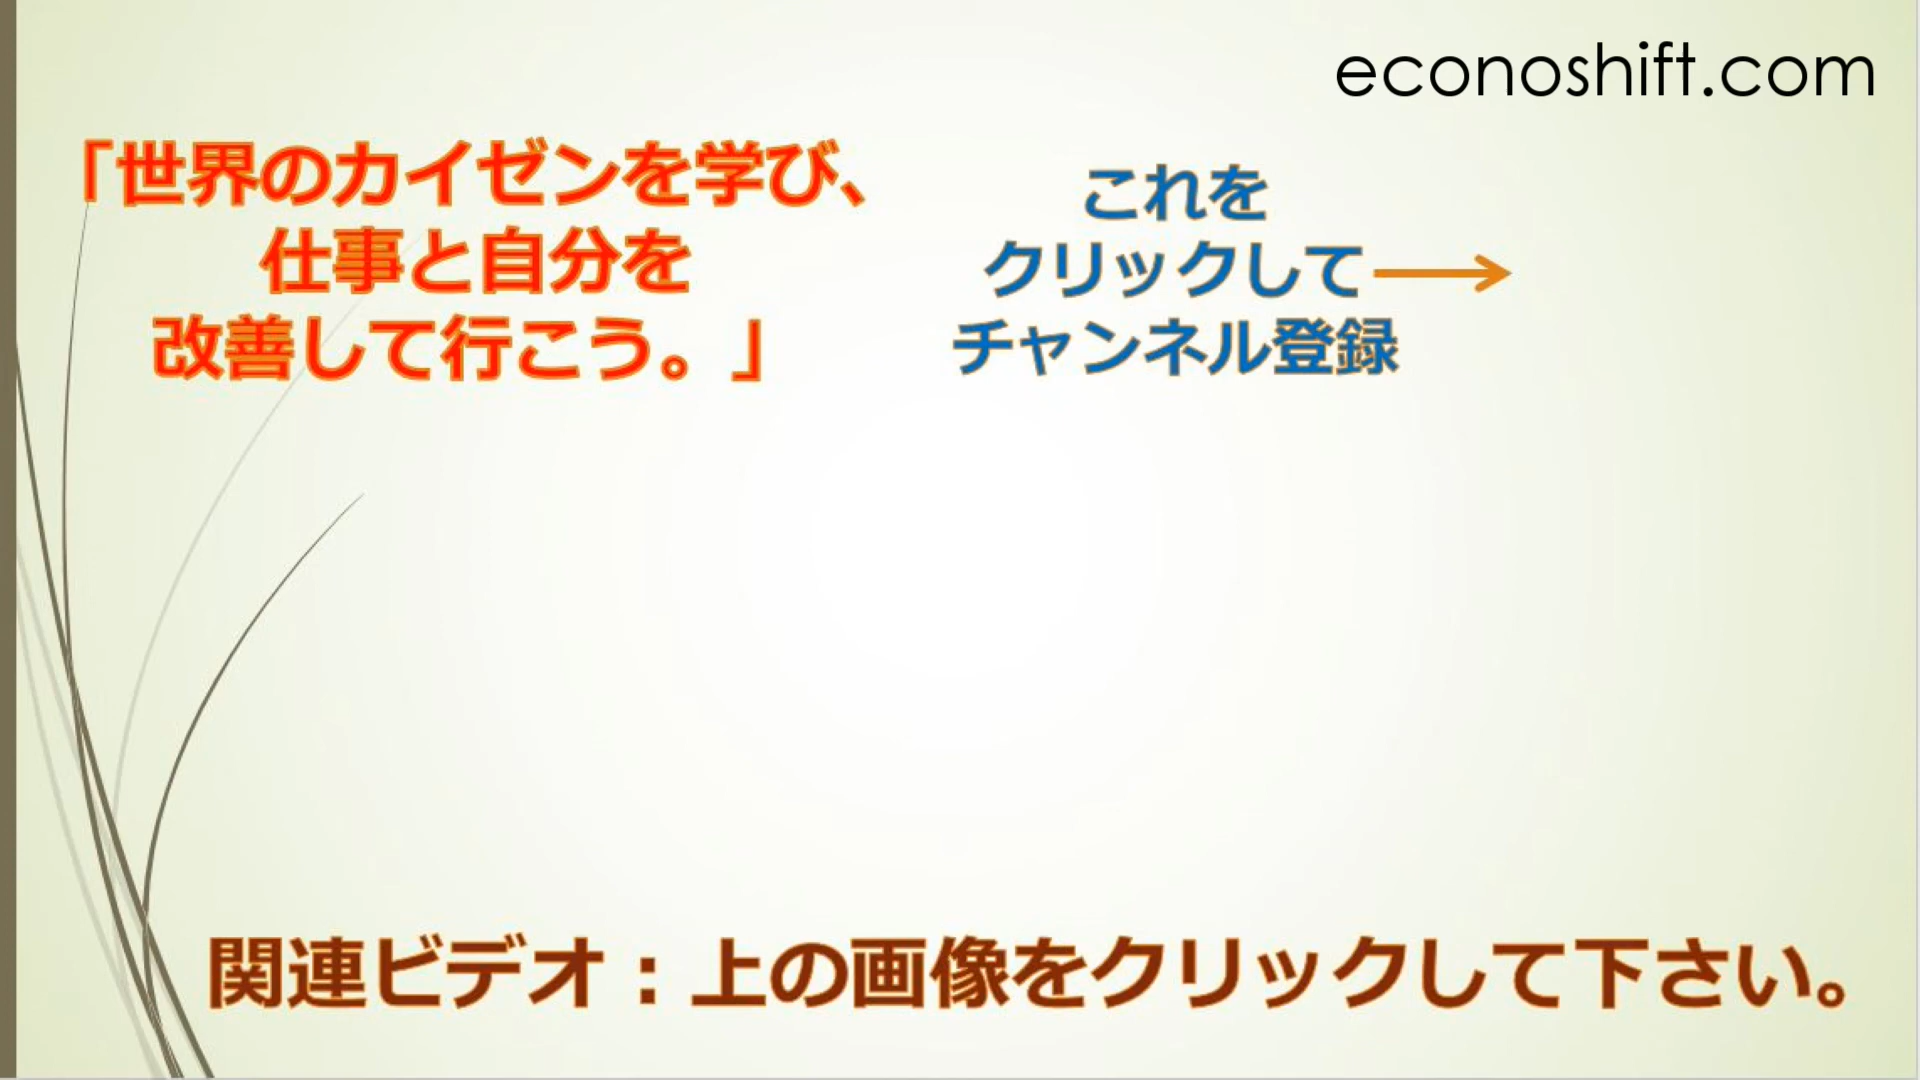 econoshift.com
「世界のカイゼンを学び、
仕事と自分を
改善して行こう。」
これを
クリックして
チャンネル登録
関連ビデオ：上の画像をクリックして下さい。